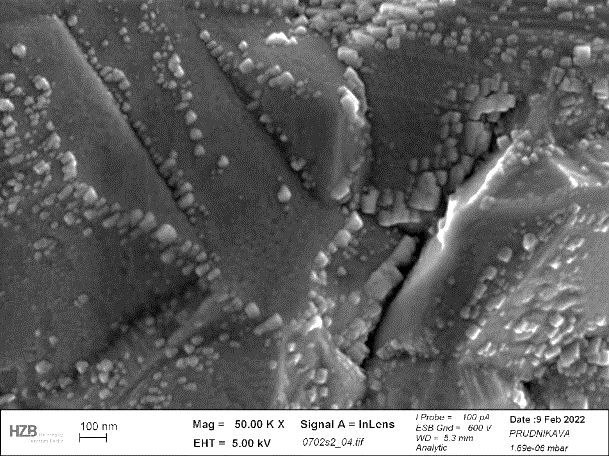 HZB
100 nm
Mag = 50.00 K X
EHT = 5.00 kV
Signal A = InLens
0702s2_04.tif
I Probe = 100 pA
ESB Grid = 600 V
WD = 5.3 mm
Analytic
Date :9 Feb 2022
PRUDNIKAVA
1.69e-06 mbar